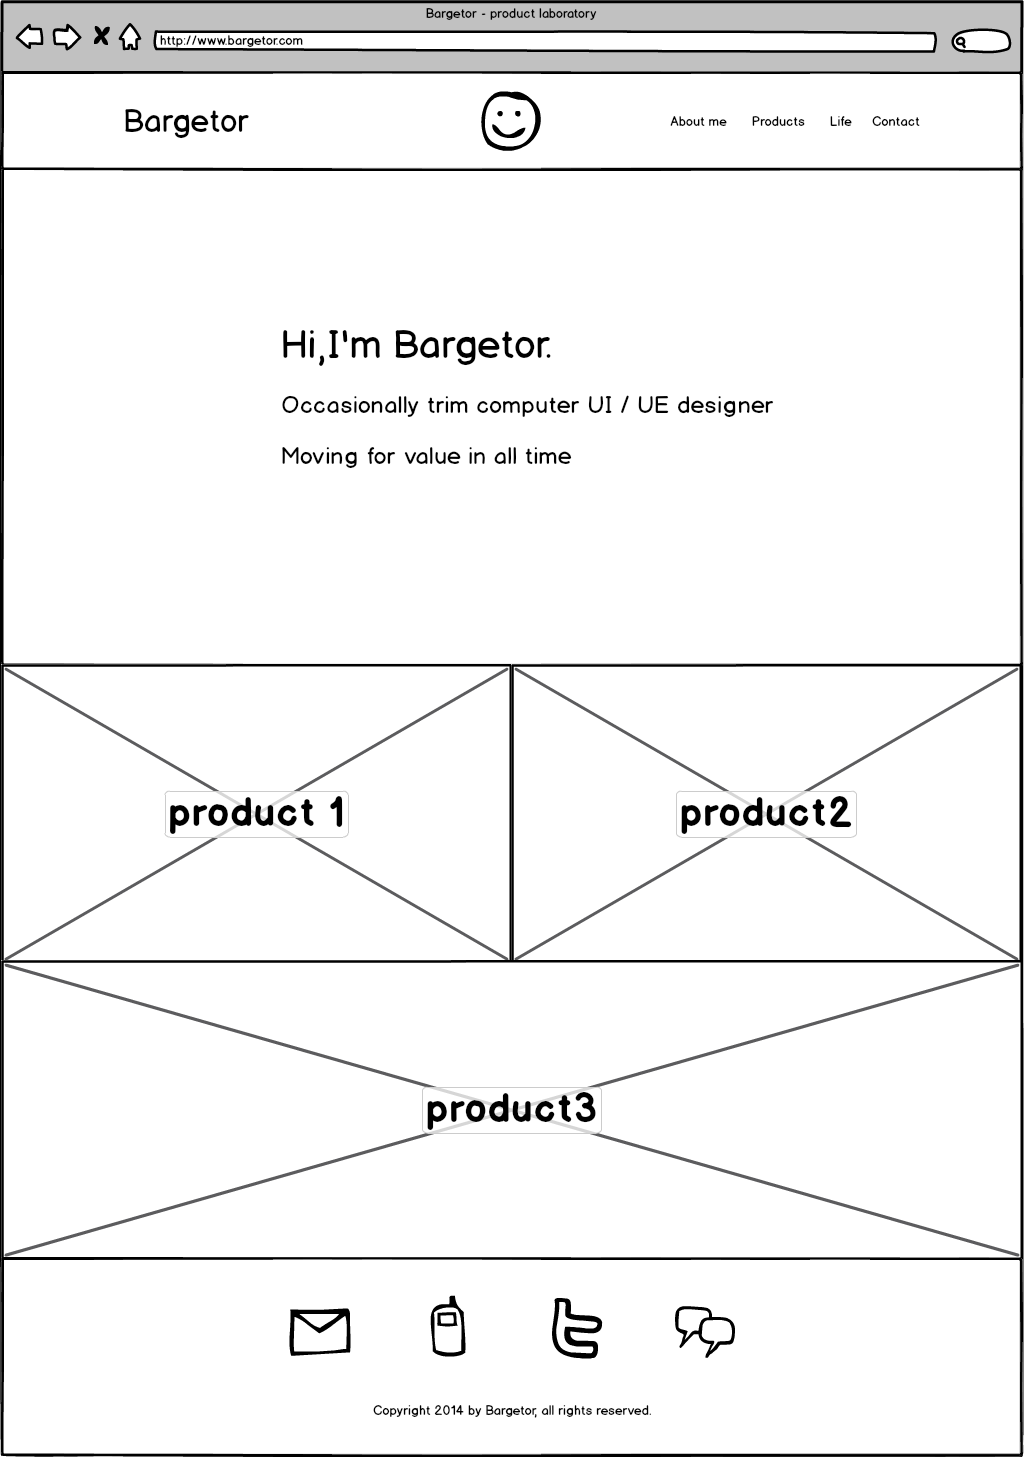 Bargetor - product laboratory
http://www.bargetor.com
Bargetor
About me Products Life Contact
Hi,I'm Bargetor.
Occasionally trim computer UI / UE designer
Moving for value in all time
product 1
product2
product3
Copyright 2014 by Bargetor, all rights reserved.